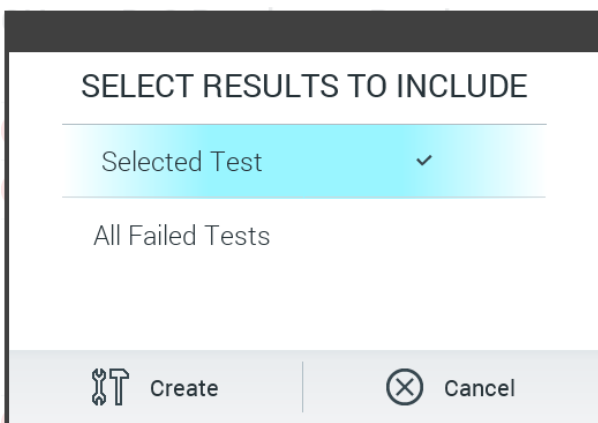 SELECT RESULTS TO INCLUDE
Selected Test
All Failed Tests
Create Cancel